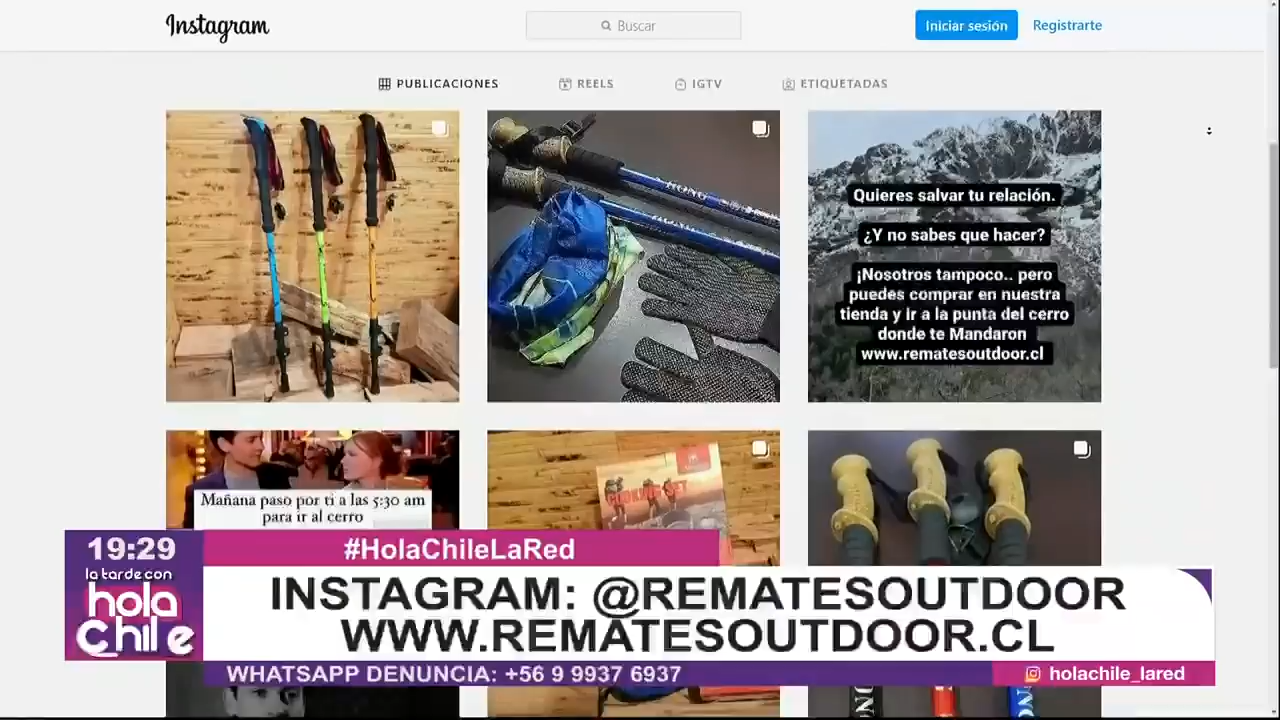 Instagram
Buscar
Iniciar sesión
Registrarte
PUBLICACIONES
REELS
IGTV
ETIQUETADAS
Quieres salvar tu relación.
¿Y no sabes que hacer?
¡Nosotros tampoco.. pero
puedes comprar en nuestra
tienda y ir a la punta del cerro
donde te Mandaron
www.rematesoutdoor.cl
Mañana paso por ti a las 5:30 am
para ir al cerro
COOKING SET
19:29
la tarde con
hola
chile
#HolaChileLaRed
INSTAGRAM: @REMATESOUTDOOR
WWW.REMATESOUTDOOR.CL
WHATSAPP DENUNCIA: +56 9 9937 6937
holachile_lared